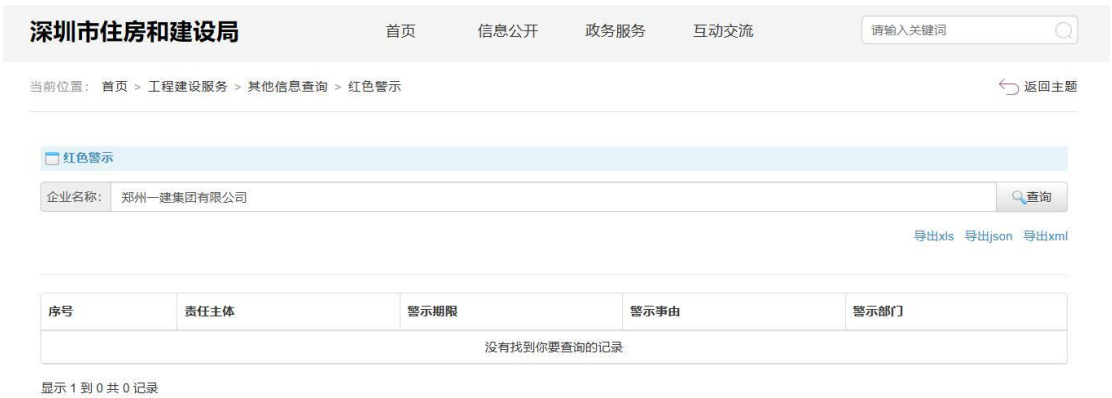 深圳市住房和建设局 首页 信息公开 政务服务 互动交流 请输入关键词
当前位置： 首页 > 工程建设服务 > 其他信息查询 > 红色警示 返回主题
红色警示
企业名称： 郑州一建集团有限公司 查询
导出xls 导出json 导出xml
序号 责任主体 警示期限 警示事由 警示部门
没有找到你要查询的记录
显示 1 到 0 共 0 记录